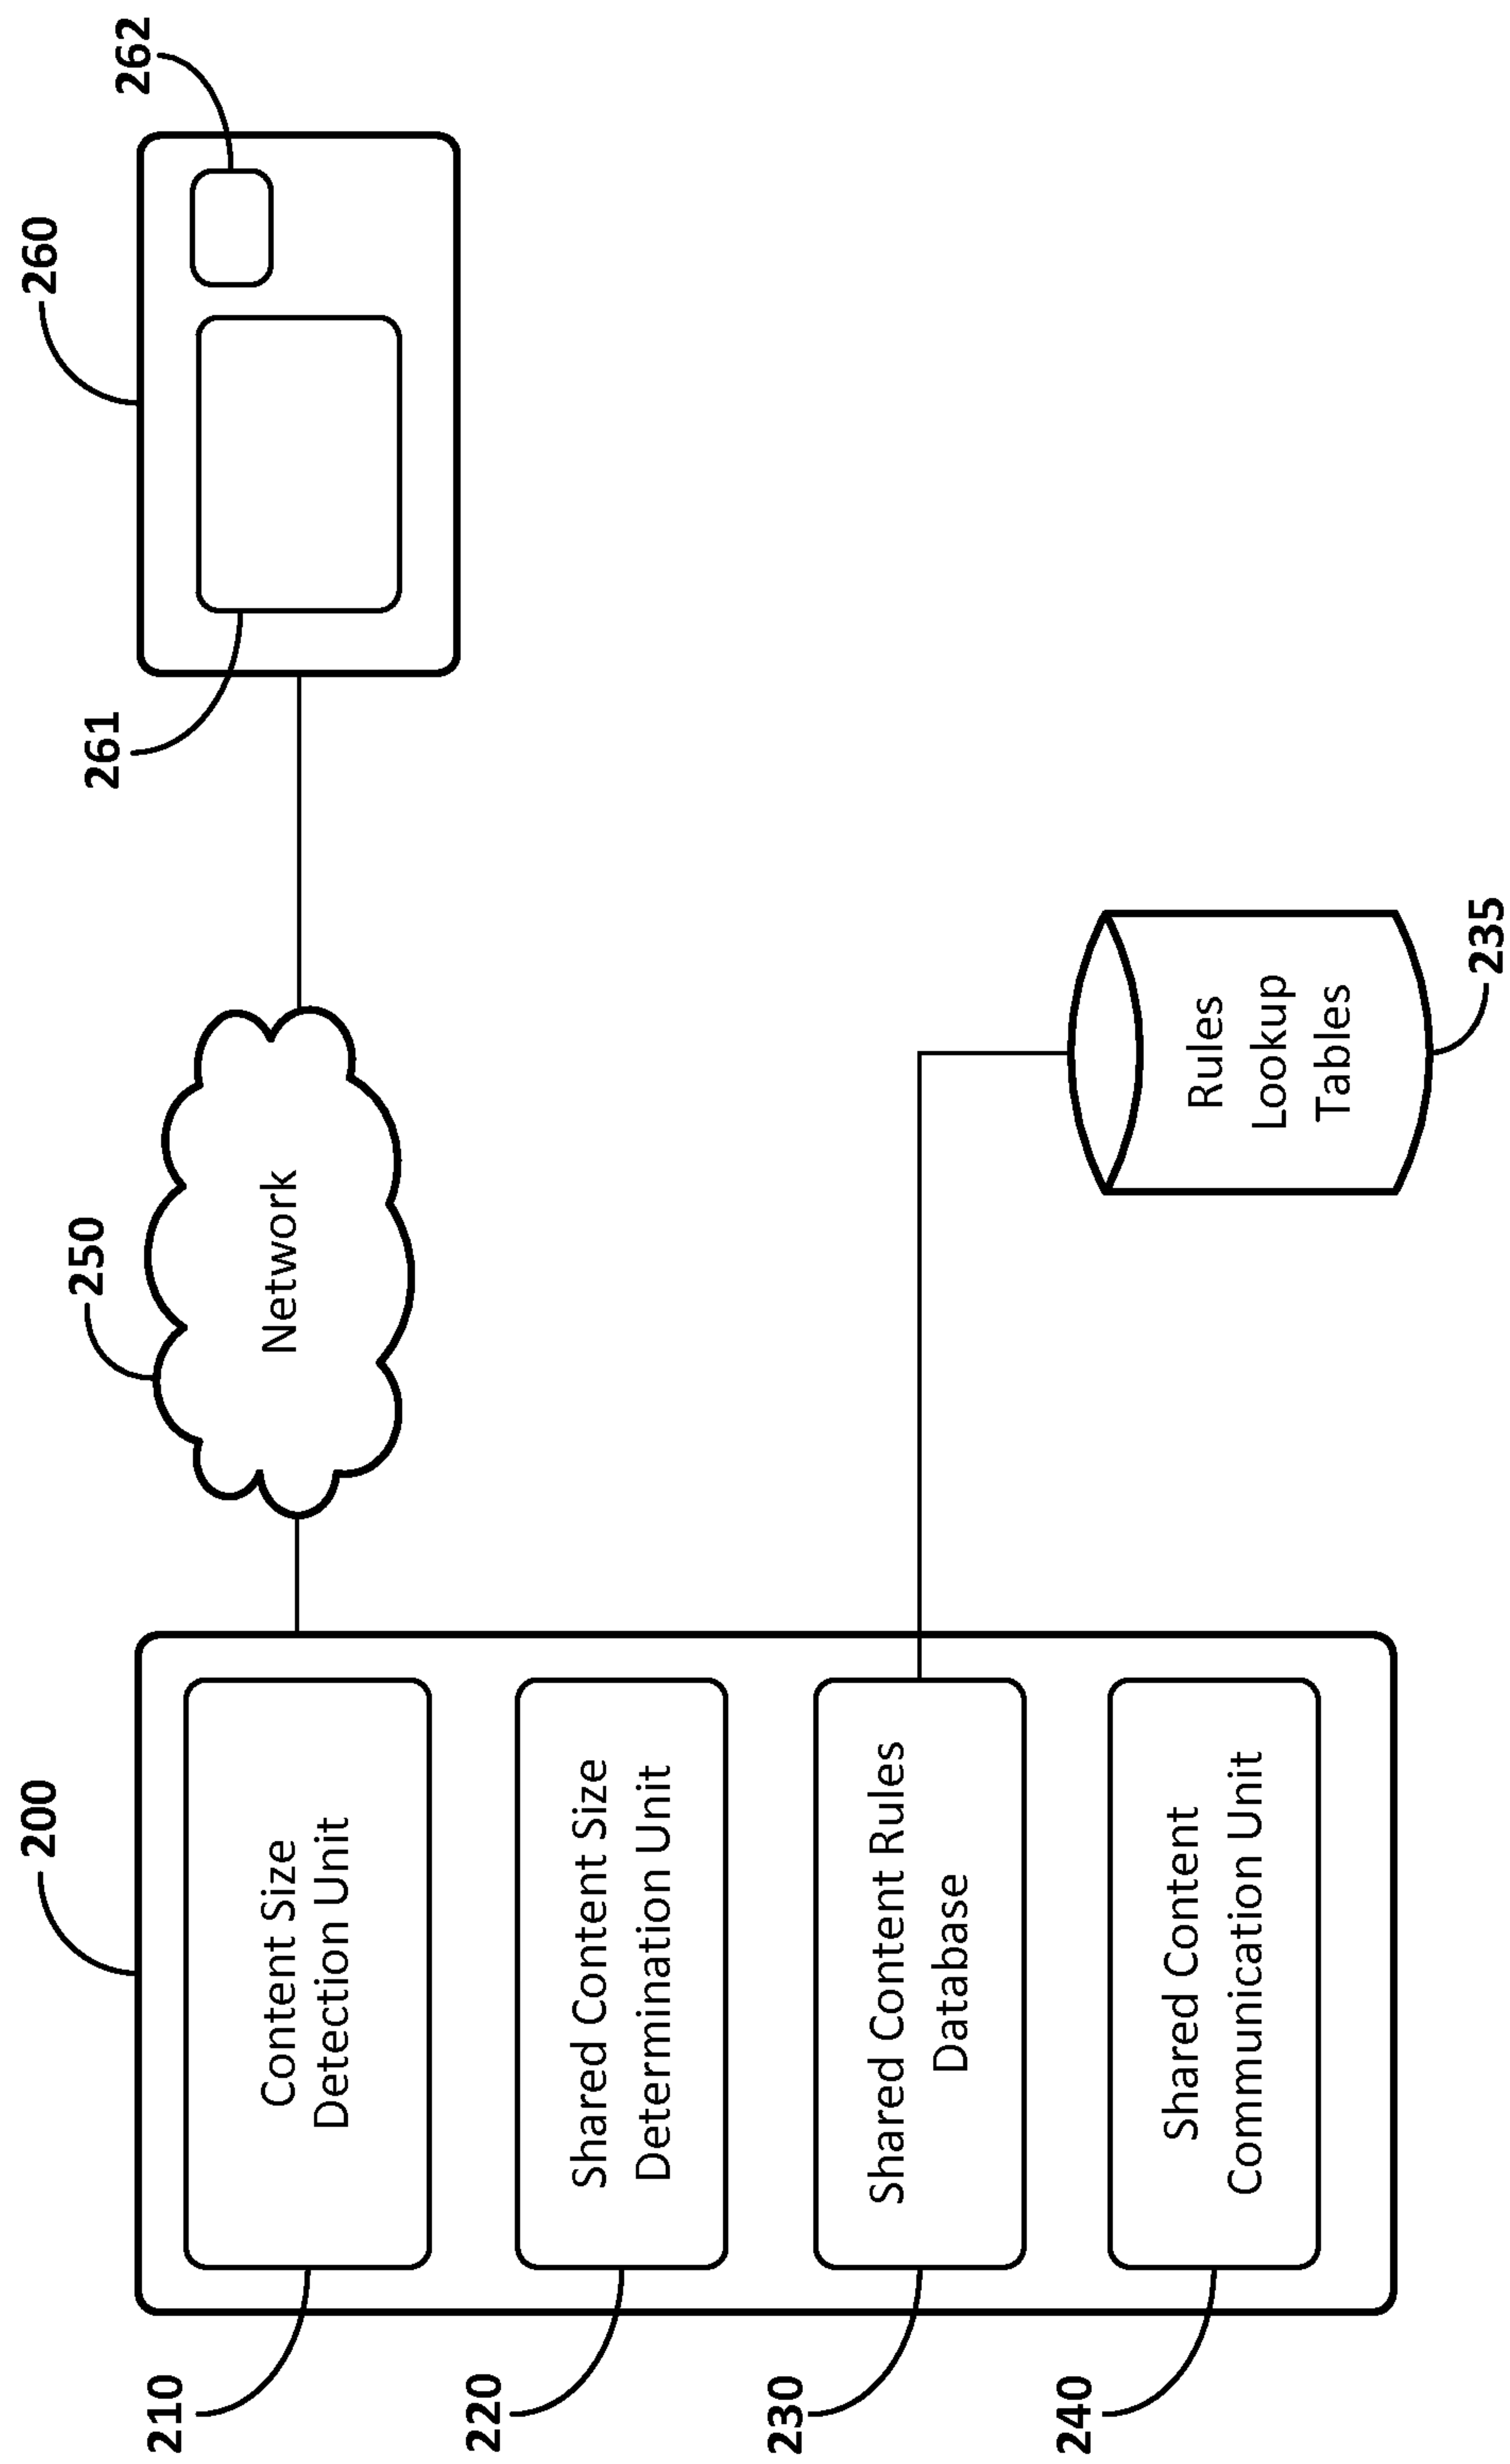 200
210
Content Size
Detection Unit
220
Shared Content Size
Determination Unit
230
Shared Content Rules
Database
240
Shared Content
Communication Unit
250
Network
260
261
262
Rules
Lookup
Tables
235